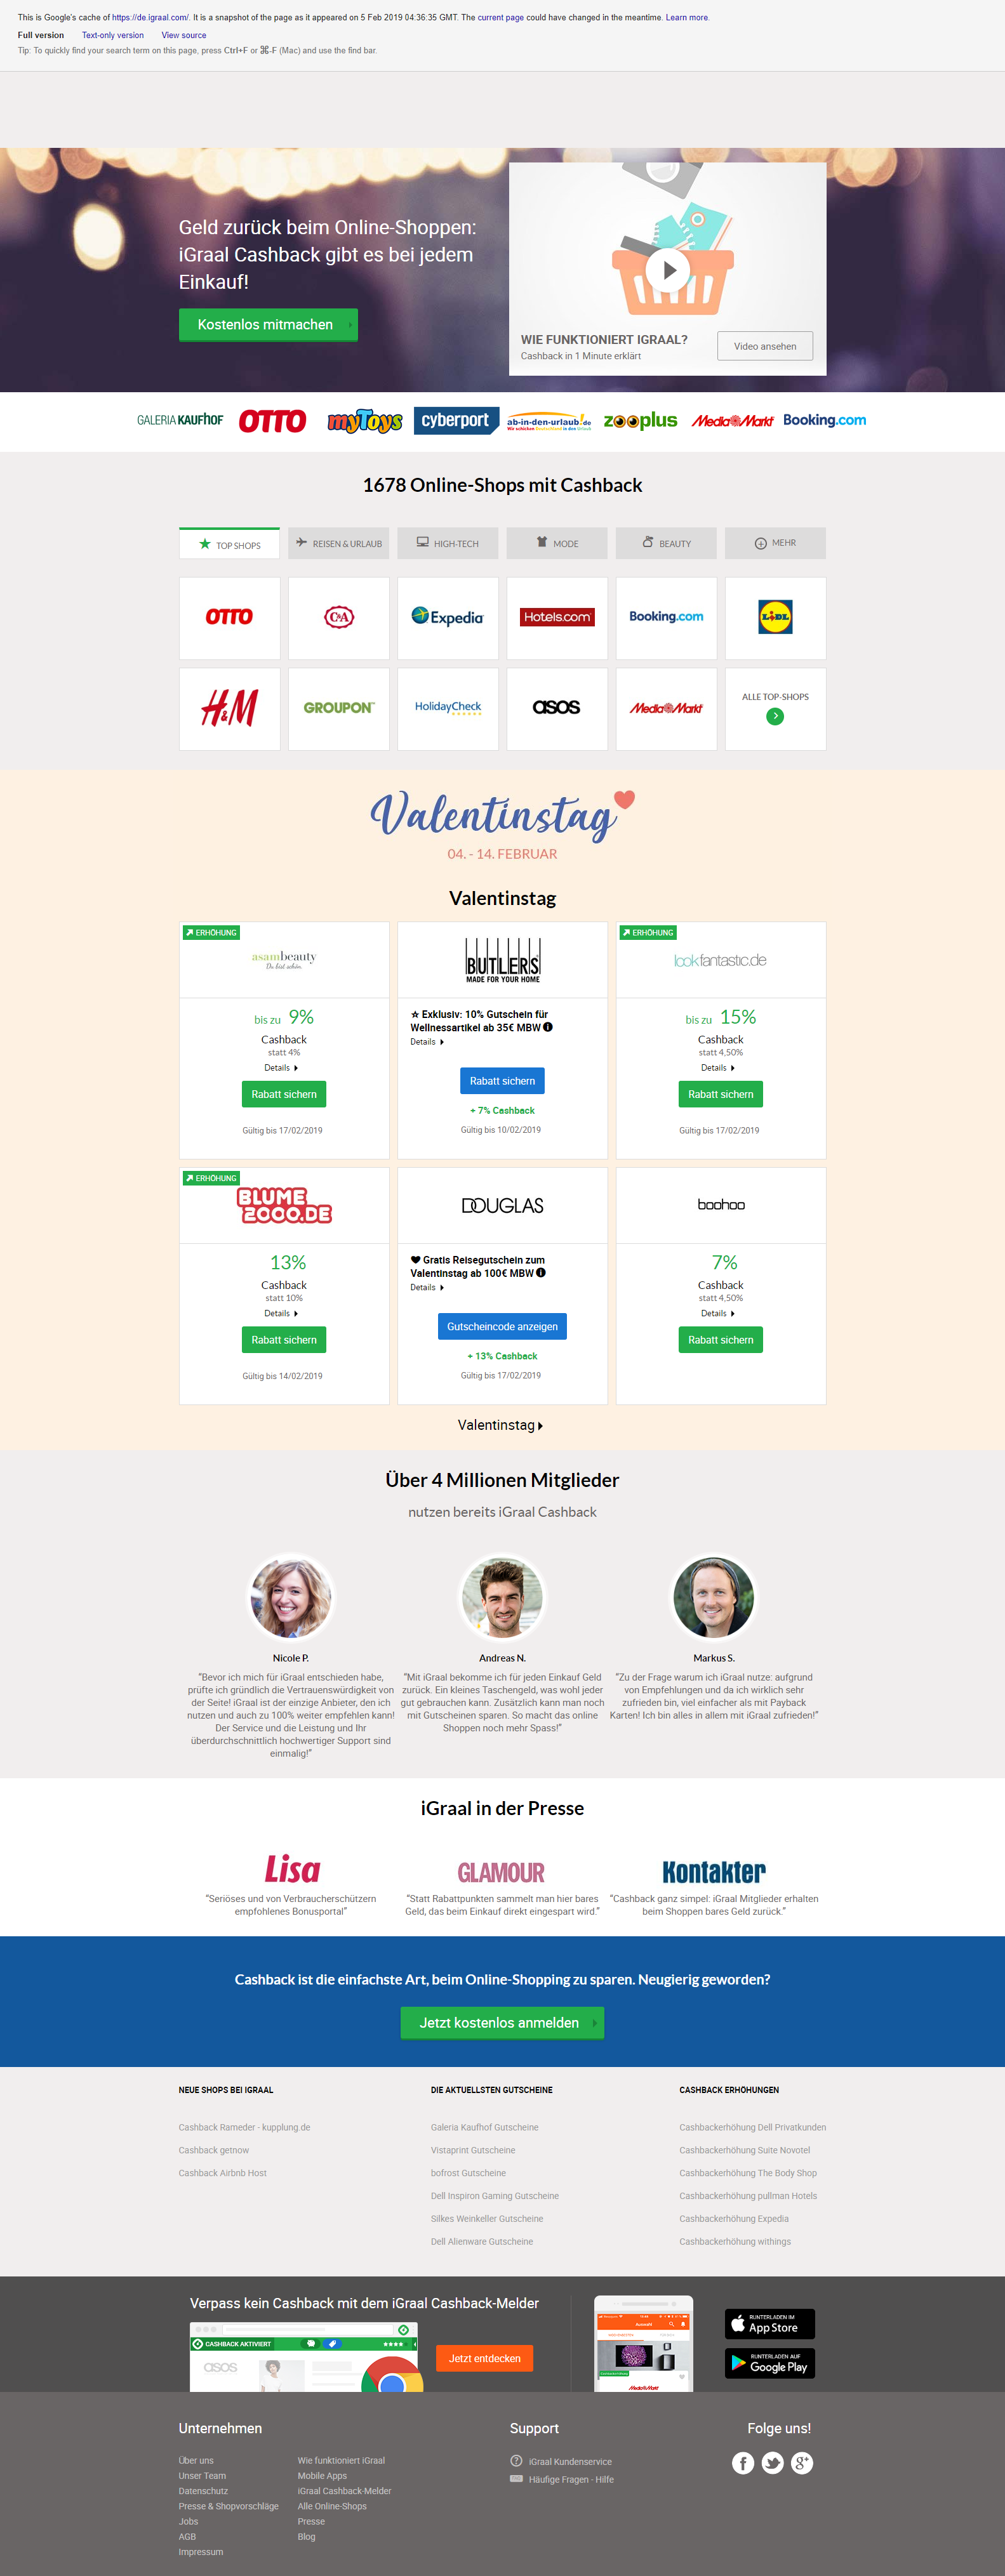 This is Google's cache of https://de.igraal.com/. It is a snapshot of the page as it appeared on 5 Feb 2019 04:36:35 GMT. The current page could have changed in the meantime. Learn more.
Full version Text-only version View source
Tip: To quickly find your search term on this page, press Ctrl+F or ⌘-F (Mac) and use the find bar.
Geld zurück beim Online-Shoppen:
iGraal Cashback gibt es bei jedem
Einkauf!
Kostenlos mitmachen
WIE FUNKTIONIERT IGRAAL?
Cashback in 1 Minute erklärt
Video ansehen
GALERIA KAUFHOF OTTO myToys cyberport ab-in-den-urlaub.de zooplus Media Markt Booking.com
Wir schicken Deutschland in den Urlaub
1678 Online-Shops mit Cashback
TOP SHOPS REISEN & URLAUB HIGH-TECH MODE BEAUTY MEHR
OTTO C&A Expedia Hotels.com Booking.com LIDL
H&M GROUPON HolidayCheck asos Media Markt ALLE TOP-SHOPS
Valentinstag
04. - 14. FEBRUAR
Valentinstag
ERHÖHUNG
asambeauty
Du bist schön.
bis zu 9%
Cashback
statt 4%
Details
Rabatt sichern
Gültig bis 17/02/2019
BUTLERS
MADE FOR YOUR HOME
Exklusiv: 10% Gutschein für
Wellnessartikel ab 35€ MBW
Details
Rabatt sichern
+ 7% Cashback
Gültig bis 10/02/2019
ERHÖHUNG
lookfantastic.de
bis zu 15%
Cashback
statt 4,50%
Details
Rabatt sichern
Gültig bis 17/02/2019
ERHÖHUNG
BLUME
2000.DE
13%
Cashback
statt 10%
Details
Rabatt sichern
Gültig bis 14/02/2019
DOUGLAS
Gratis Reisegutschein zum
Valentinstag ab 100€ MBW
Details
Gutscheincode anzeigen
+ 13% Cashback
Gültig bis 17/02/2019
boohoo
7%
Cashback
statt 4,50%
Details
Rabatt sichern
Valentinstag
Über 4 Millionen Mitglieder
nutzen bereits iGraal Cashback
Nicole P.
"Bevor ich mich für iGraal entschieden habe,
prüfte ich gründlich die Vertrauenswürdigkeit von
der Seite! iGraal ist der einzige Anbieter, den ich
nutzen und auch zu 100% weiter empfehlen kann!
Der Service und die Leistung und Ihr
überdurchschnittlich hochwertiger Support sind
einmalig!"
Andreas N.
"Mit iGraal bekomme ich für jeden Einkauf Geld
zurück. Ein kleines Taschengeld, was wohl jeder
gut gebrauchen kann. Zusätzlich kann man noch
mit Gutscheinen sparen. So macht das online
Shoppen noch mehr Spass!"
Markus S.
"Zu der Frage warum ich iGraal nutze: aufgrund
von Empfehlungen und da ich wirklich sehr
zufrieden bin, viel einfacher als mit Payback
Karten! Ich bin alles in allem mit iGraal zufrieden!"
iGraal in der Presse
Lisa
"Seriöses und von Verbraucherschützern
empfohlenes Bonusportal"
GLAMOUR
"Statt Rabattpunkten sammelt man hier bares
Geld, das beim Einkauf direkt eingespart wird."
Kontakter
"Cashback ganz simpel: iGraal Mitglieder erhalten
beim Shoppen bares Geld zurück."
Cashback ist die einfachste Art, beim Online-Shopping zu sparen. Neugierig geworden?
Jetzt kostenlos anmelden
NEUE SHOPS BEI IGRAAL
Cashback Rameder - kupplung.de
Cashback getnow
Cashback Airbnb Host
DIE AKTUELLSTEN GUTSCHEINE
Galeria Kaufhof Gutscheine
Vistaprint Gutscheine
bofrost Gutscheine
Dell Inspiron Gaming Gutscheine
Silkes Weinkeller Gutscheine
Dell Alienware Gutscheine
CASHBACK ERHÖHUNGEN
Cashbackerhöhung Dell Privatkunden
Cashbackerhöhung Suite Novotel
Cashbackerhöhung The Body Shop
Cashbackerhöhung pullman Hotels
Cashbackerhöhung Expedia
Cashbackerhöhung withings
Verpass kein Cashback mit dem iGraal Cashback-Melder
CASHBACK AKTIVIERT
asos
Jetzt entdecken
Media Markt
RUNTERLADEN IM
App Store
RUNTERLADEN AUF
Google Play
Unternehmen
Über uns
Unser Team
Datenschutz
Presse & Shopvorschläge
Jobs
AGB
Impressum
Wie funktioniert iGraal
Mobile Apps
iGraal Cashback-Melder
Alle Online-Shops
Presse
Blog
Support
iGraal Kundenservice
Häufige Fragen - Hilfe
Folge uns!